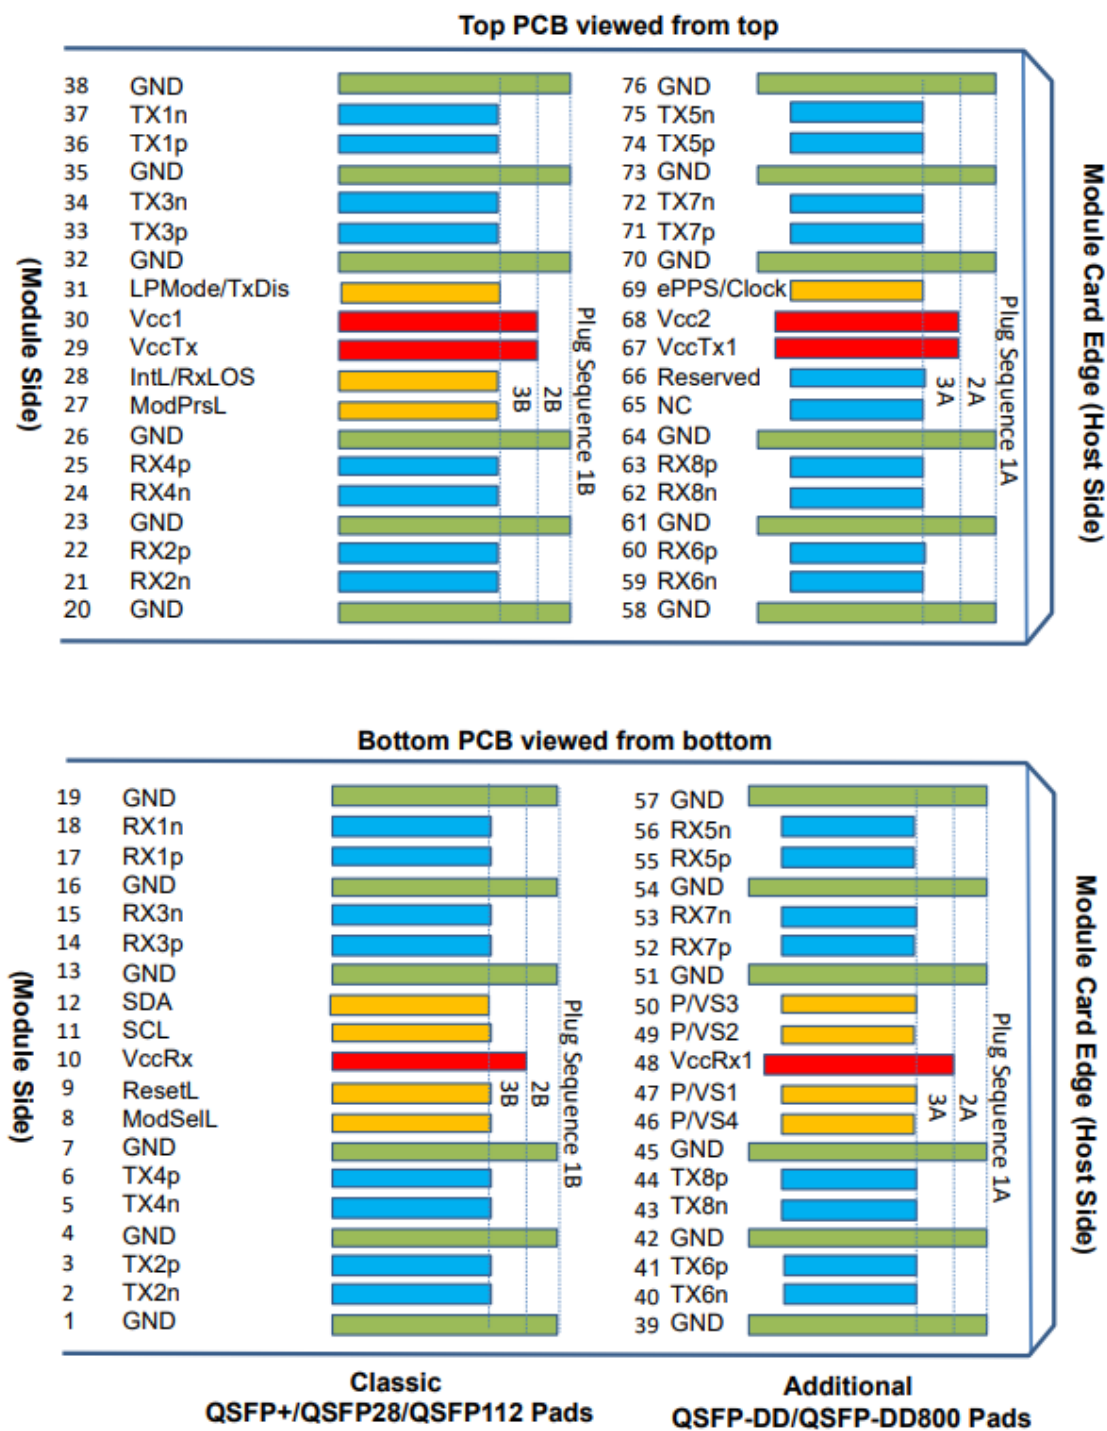 Top PCB viewed from top
38 GND 76 GND
37 TX1n 75 TX5n
36 TX1p 74 TX5p
35 GND 73 GND
34 TX3n 72 TX7n
33 TX3p 71 TX7p
32 GND 70 GND
31 LPMode/TxDis 69 ePPS/Clock
30 Vcc1 68 Vcc2
29 VccTx 67 VccTx1
28 IntL/RxLOS 66 Reserved
27 ModPrsL 65 NC
26 GND 64 GND
25 RX4p 63 RX8p
24 RX4n 62 RX8n
23 GND 61 GND
22 RX2p 60 RX6p
21 RX2n 59 RX6n
20 GND 58 GND
(Module Side)
3B
2B
Plug Sequence 1B
3A
2A
Plug Sequence 1A
Module Card Edge (Host Side)
Bottom PCB viewed from bottom
19 GND 57 GND
18 RX1n 56 RX5n
17 RX1p 55 RX5p
16 GND 54 GND
15 RX3n 53 RX7n
14 RX3p 52 RX7p
13 GND 51 GND
12 SDA 50 P/VS3
11 SCL 49 P/VS2
10 VccRx 48 VccRx1
9 ResetL 47 P/VS1
8 ModSelL 46 P/VS4
7 GND 45 GND
6 TX4p 44 TX8p
5 TX4n 43 TX8n
4 GND 42 GND
3 TX2p 41 TX6p
2 TX2n 40 TX6n
1 GND 39 GND
(Module Side)
3B
2B
Plug Sequence 1B
3A
2A
Plug Sequence 1A
Module Card Edge (Host Side)
Classic
QSFP+/QSFP28/QSFP112 Pads
Additional
QSFP-DD/QSFP-DD800 Pads